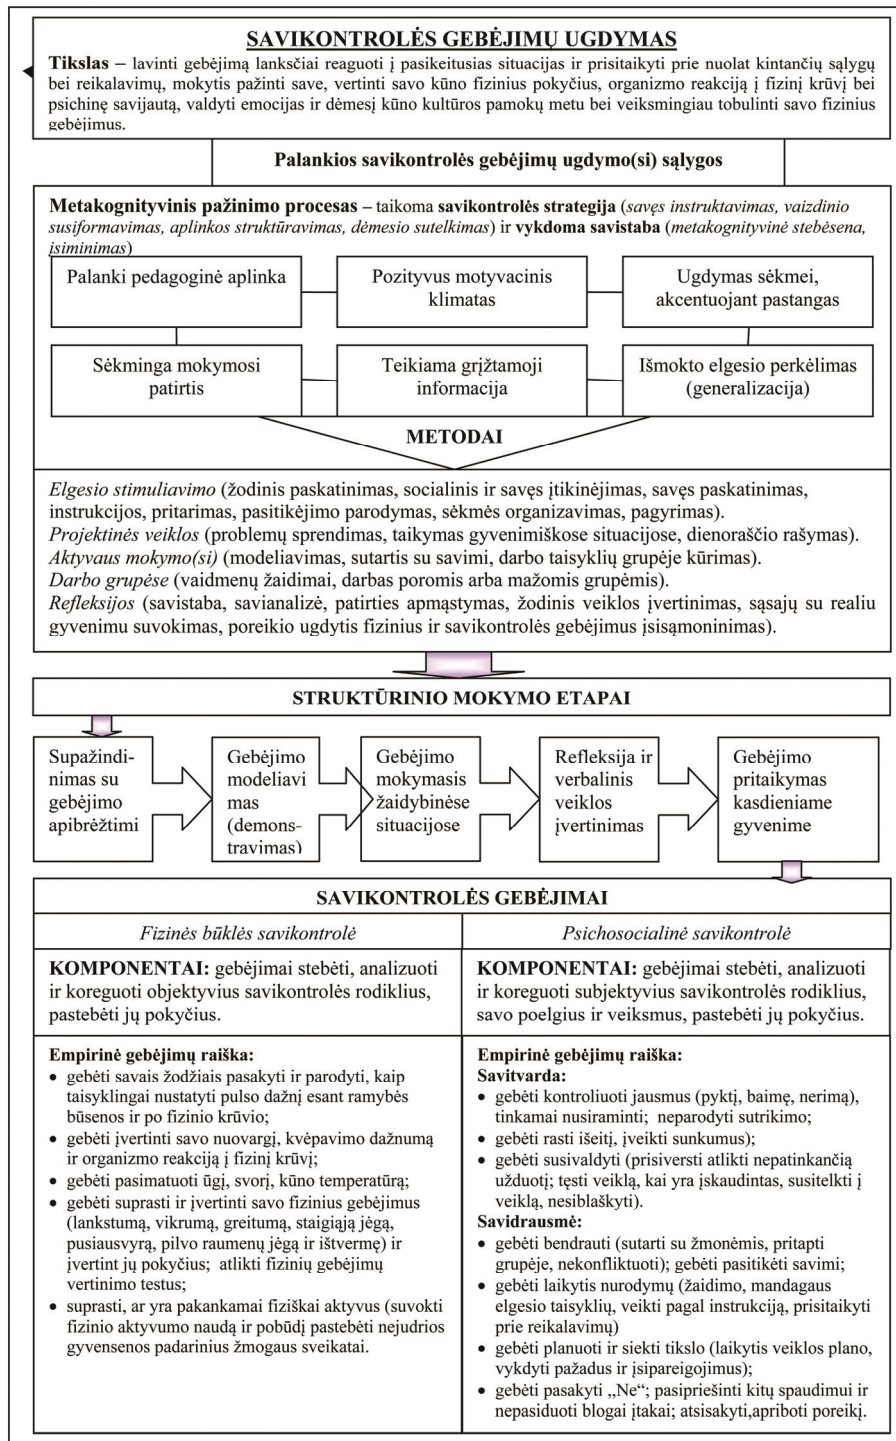 SAVIKONTROLĖS GEBĖJIMŲ UGDYMAS
Tikslas – lavinti gebėjimą lanksčiai reaguoti į pasikeitusias situacijas ir prisitaikyti prie nuolat kintančių sąlygų
bei reikalavimų, mokytis pažinti save, vertinti savo kūno fizinius pokyčius, organizmo reakciją į fizinį krūvį bei
psichinę savijautą, valdyti emocijas ir dėmesį kūno kultūros pamokų metu bei veiksmingiau tobulinti savo fizinius
gebėjimus.
Palankios savikontrolės gebėjimų ugdymo(si) sąlygos
Metakognityvinis pažinimo procesas – taikoma savikontrolės strategija (savęs instruktavimas, vaizdinio
susiformavimas, aplinkos struktūravimas, dėmesio sutelkimas) ir vykdoma savistaba (metakognityvinė stebėsena,
įsiminimas)
Palanki pedagoginė aplinka
Pozityvus motyvacinis
klimatas
Ugdymas sėkmei,
akcentuojant pastangas
Sėkminga mokymosi
patirtis
Teikiama grįžtamoji
informacija
Išmokto elgesio perkėlimas
(generalizacija)
METODAI
Elgesio stimuliavimo (žodinis paskatinimas, socialinis ir savęs įtikinėjimas, savęs paskatinimas,
instrukcijos, pritarimas, pasitikėjimo parodymas, sėkmės organizavimas, pagyrimas).
Projektinės veiklos (problemų sprendimas, taikymas gyvenimiškose situacijose, dienoraščio rašymas).
Aktyvaus mokymo(si) (modeliavimas, sutartis su savimi, darbo taisyklių grupėje kūrimas).
Darbo grupėse (vaidmenų žaidimai, darbas poromis arba mažomis grupėmis).
Refleksijos (savistaba, savianalizė, patirties apmąstymas, žodinis veiklos įvertinimas, sąsajų su realiu
gyvenimu suvokimas, poreikio ugdytis fizinius ir savikontrolės gebėjimus įsisąmoninimas).
STRUKTŪRINIO MOKYMO ETAPAI
Supažindi-
nimas su
gebėjimo
apibrėžtimi
Gebėjimo
modeliavi
mas
(demons-
travimas)
Gebėjimo
mokymasis
žaidybinėse
situacijose
Refleksija ir
verbalinis
veiklos
įvertinimas
Gebėjimo
pritaikymas
kasdieniame
gyvenime
SAVIKONTROLĖS GEBĖJIMAI
Fizinės būklės savikontrolė
KOMPONENTAI: gebėjimai stebėti, analizuoti
ir koreguoti objektyvius savikontrolės rodiklius,
pastebėti jų pokyčius.
Empirinė gebėjimų raiška:
• gebėti savais žodžiais pasakyti ir parodyti, kaip
taisyklingai nustatyti pulso dažnį esant ramybės
būsenos ir po fizinio krūvio;
• gebėti įvertinti savo nuovargį, kvėpavimo dažnumą
ir organizmo reakciją į fizinį krūvį;
• gebėti pasimatuoti ūgį, svorį, kūno temperatūrą;
• gebėti suprasti ir įvertinti savo fizinius gebėjimus
(lankstumą, vikrumą, greitumą, staigiąją jėgą,
pusiausvyrą, pilvo raumenų jėgą ir ištvermę) ir
įvertint jų pokyčius; atlikti fizinių gebėjimų
vertinimo testus;
• suprasti, ar yra pakankamai fiziškai aktyvus (suvokti
fizinio aktyvumo naudą ir pobūdį pastebėti nejudrios
gyvensenos padarinius žmogaus sveikatai.
Psichosocialinė savikontrolė
KOMPONENTAI: gebėjimai stebėti, analizuoti
ir koreguoti subjektyvius savikontrolės rodiklius,
savo poelgius ir veiksmus, pastebėti jų pokyčius.
Empirinė gebėjimų raiška:
Savitvarda:
• gebėti kontroliuoti jausmus (pyktį, baimę, nerimą),
tinkamai nusiraminti; neparodyti sutrikimo;
• gebėti rasti išeitį, įveikti sunkumus);
• gebėti susivaldyti (prisiversti atlikti nepatinkančią
užduotį; tęsti veiklą, kai yra įskaudintas, susitelkti į
veiklą, nesiblaškyti).
Savidrausmė:
• gebėti bendrauti (sutarti su žmonėmis, pritapti
grupėje, nekonfliktuoti); gebėti pasitikėti savimi;
• gebėti laikytis nurodymų (žaidimo, mandagaus
elgesio taisyklių, veikti pagal instrukciją, prisitaikyti
prie reikalavimų)
• gebėti planuoti ir siekti tikslo (laikytis veiklos plano,
vykdyti pažadus ir įsipareigojimus);
• gebėti pasakyti „Ne“; pasipriešinti kitų spaudimui ir
nepasiduoti blogai įtakai; atsisakyti,apriboti poreikį.